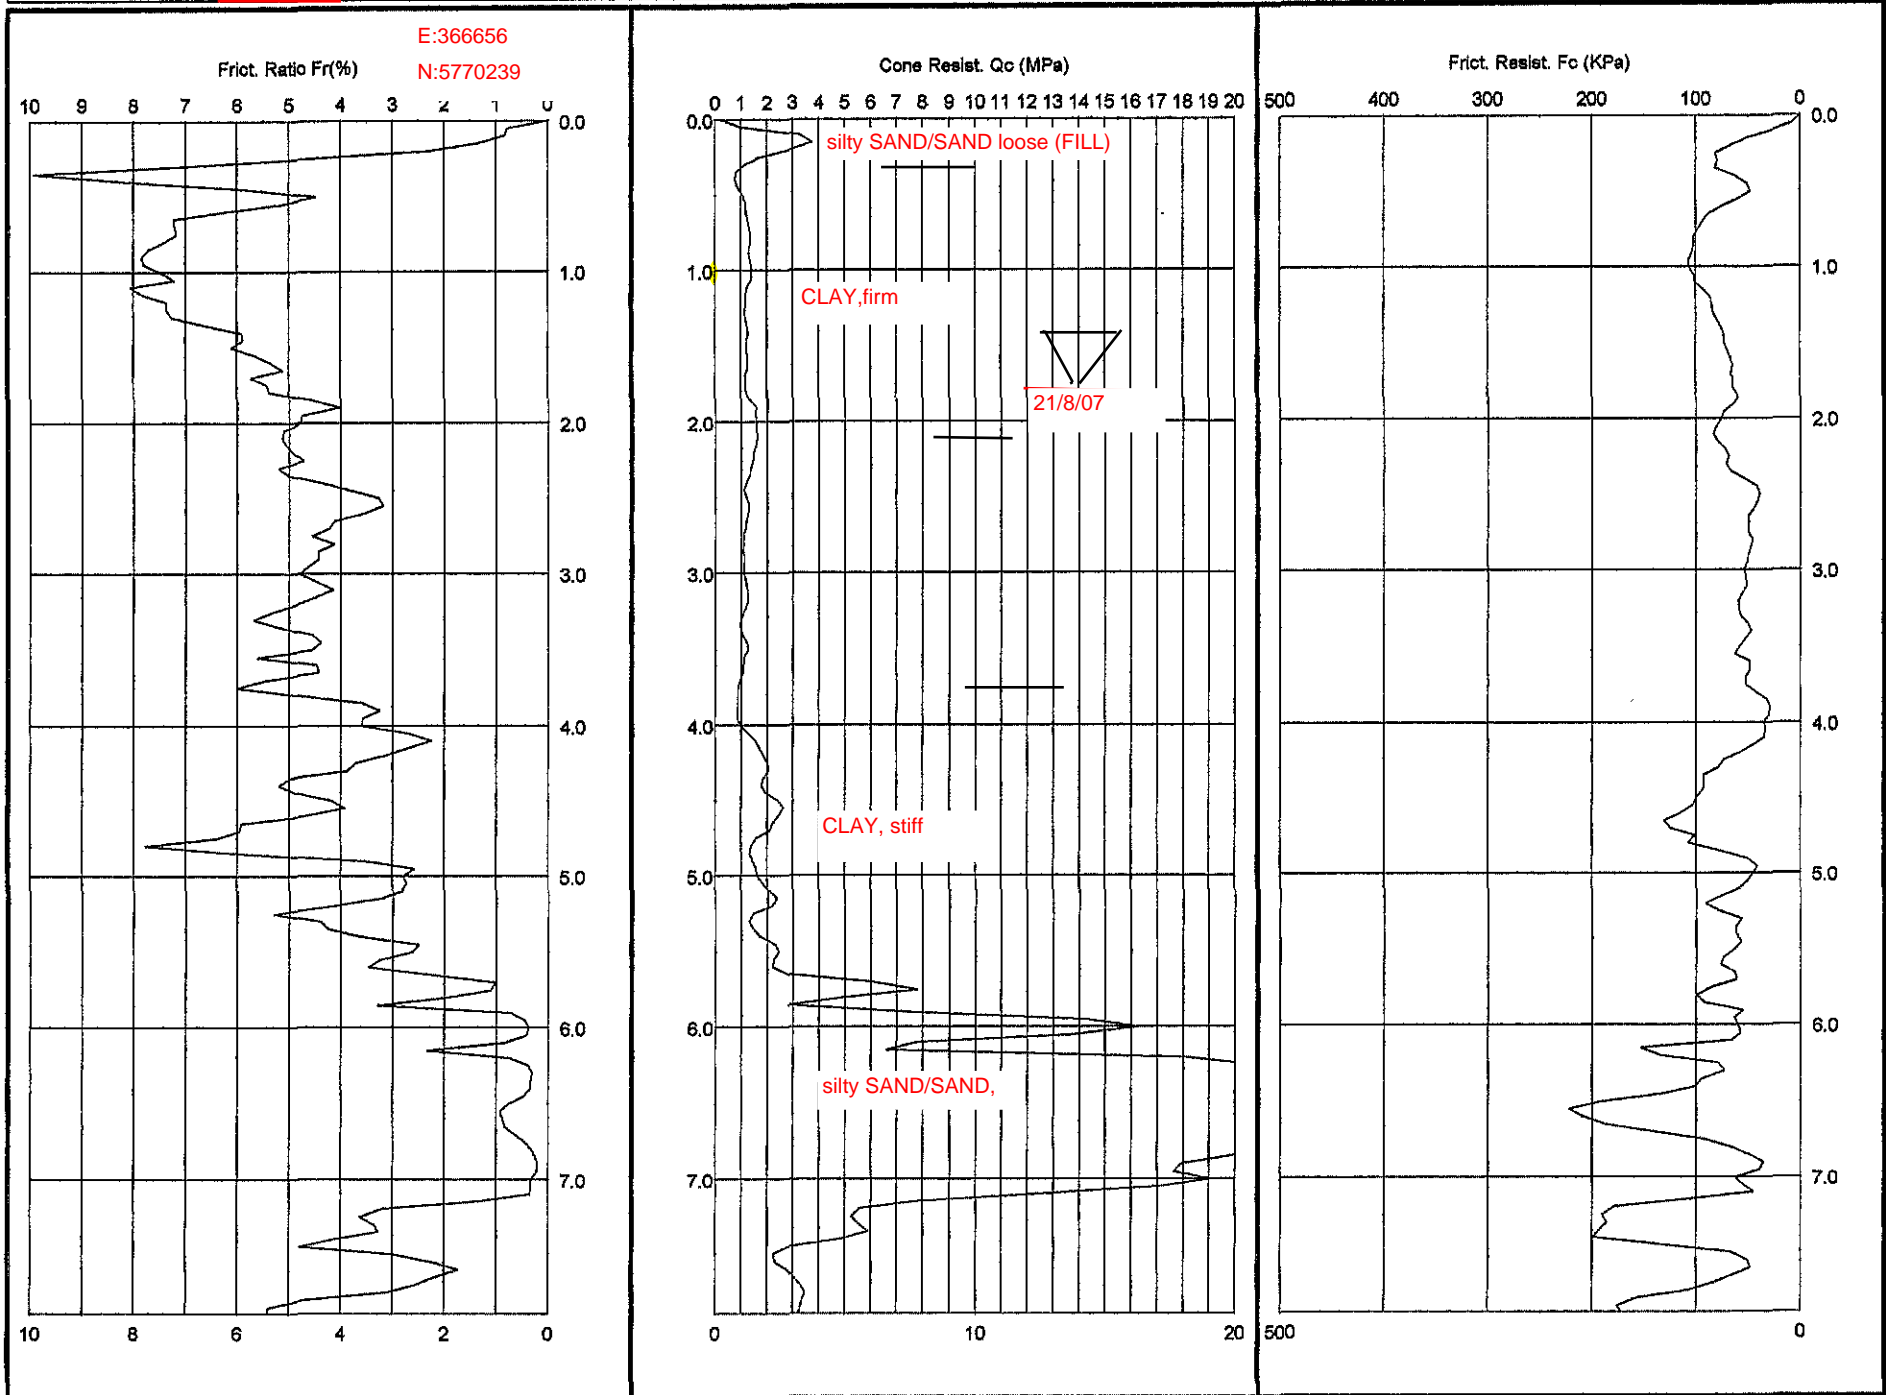 E:366656
N:5770239
Frict. Ratio Fr(%)
10 9 8 7 6 5 4 3 2 1 0
0.0
1.0
2.0
3.0
4.0
5.0
6.0
7.0
10 8 6 4 2 0
Cone Resist. Qc (MPa)
0 1 2 3 4 5 6 7 8 9 10 11 12 13 14 15 16 17 18 19 20
0.0
silty SAND/SAND loose (FILL)
1.0
CLAY,firm
21/8/07
2.0
3.0
4.0
CLAY, stiff
5.0
6.0
silty SAND/SAND,
7.0
0 10 20
Frict. Resist. Fc (KPa)
500 400 300 200 100 0
0.0
1.0
2.0
3.0
4.0
5.0
6.0
7.0
500 0